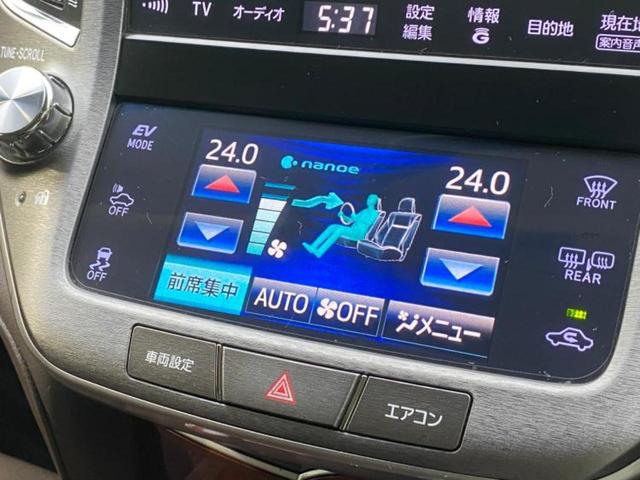 TV オーディオ 5:37 設定 編集 情報 G 目的地 現在地 案内音声
TUNE・SCROLL
EV MODE
24.0
nanoe
24.0
FRONT
OFF
OFF
REAR
前席集中
AUTO
OFF
メニュー
車両設定
エアコン